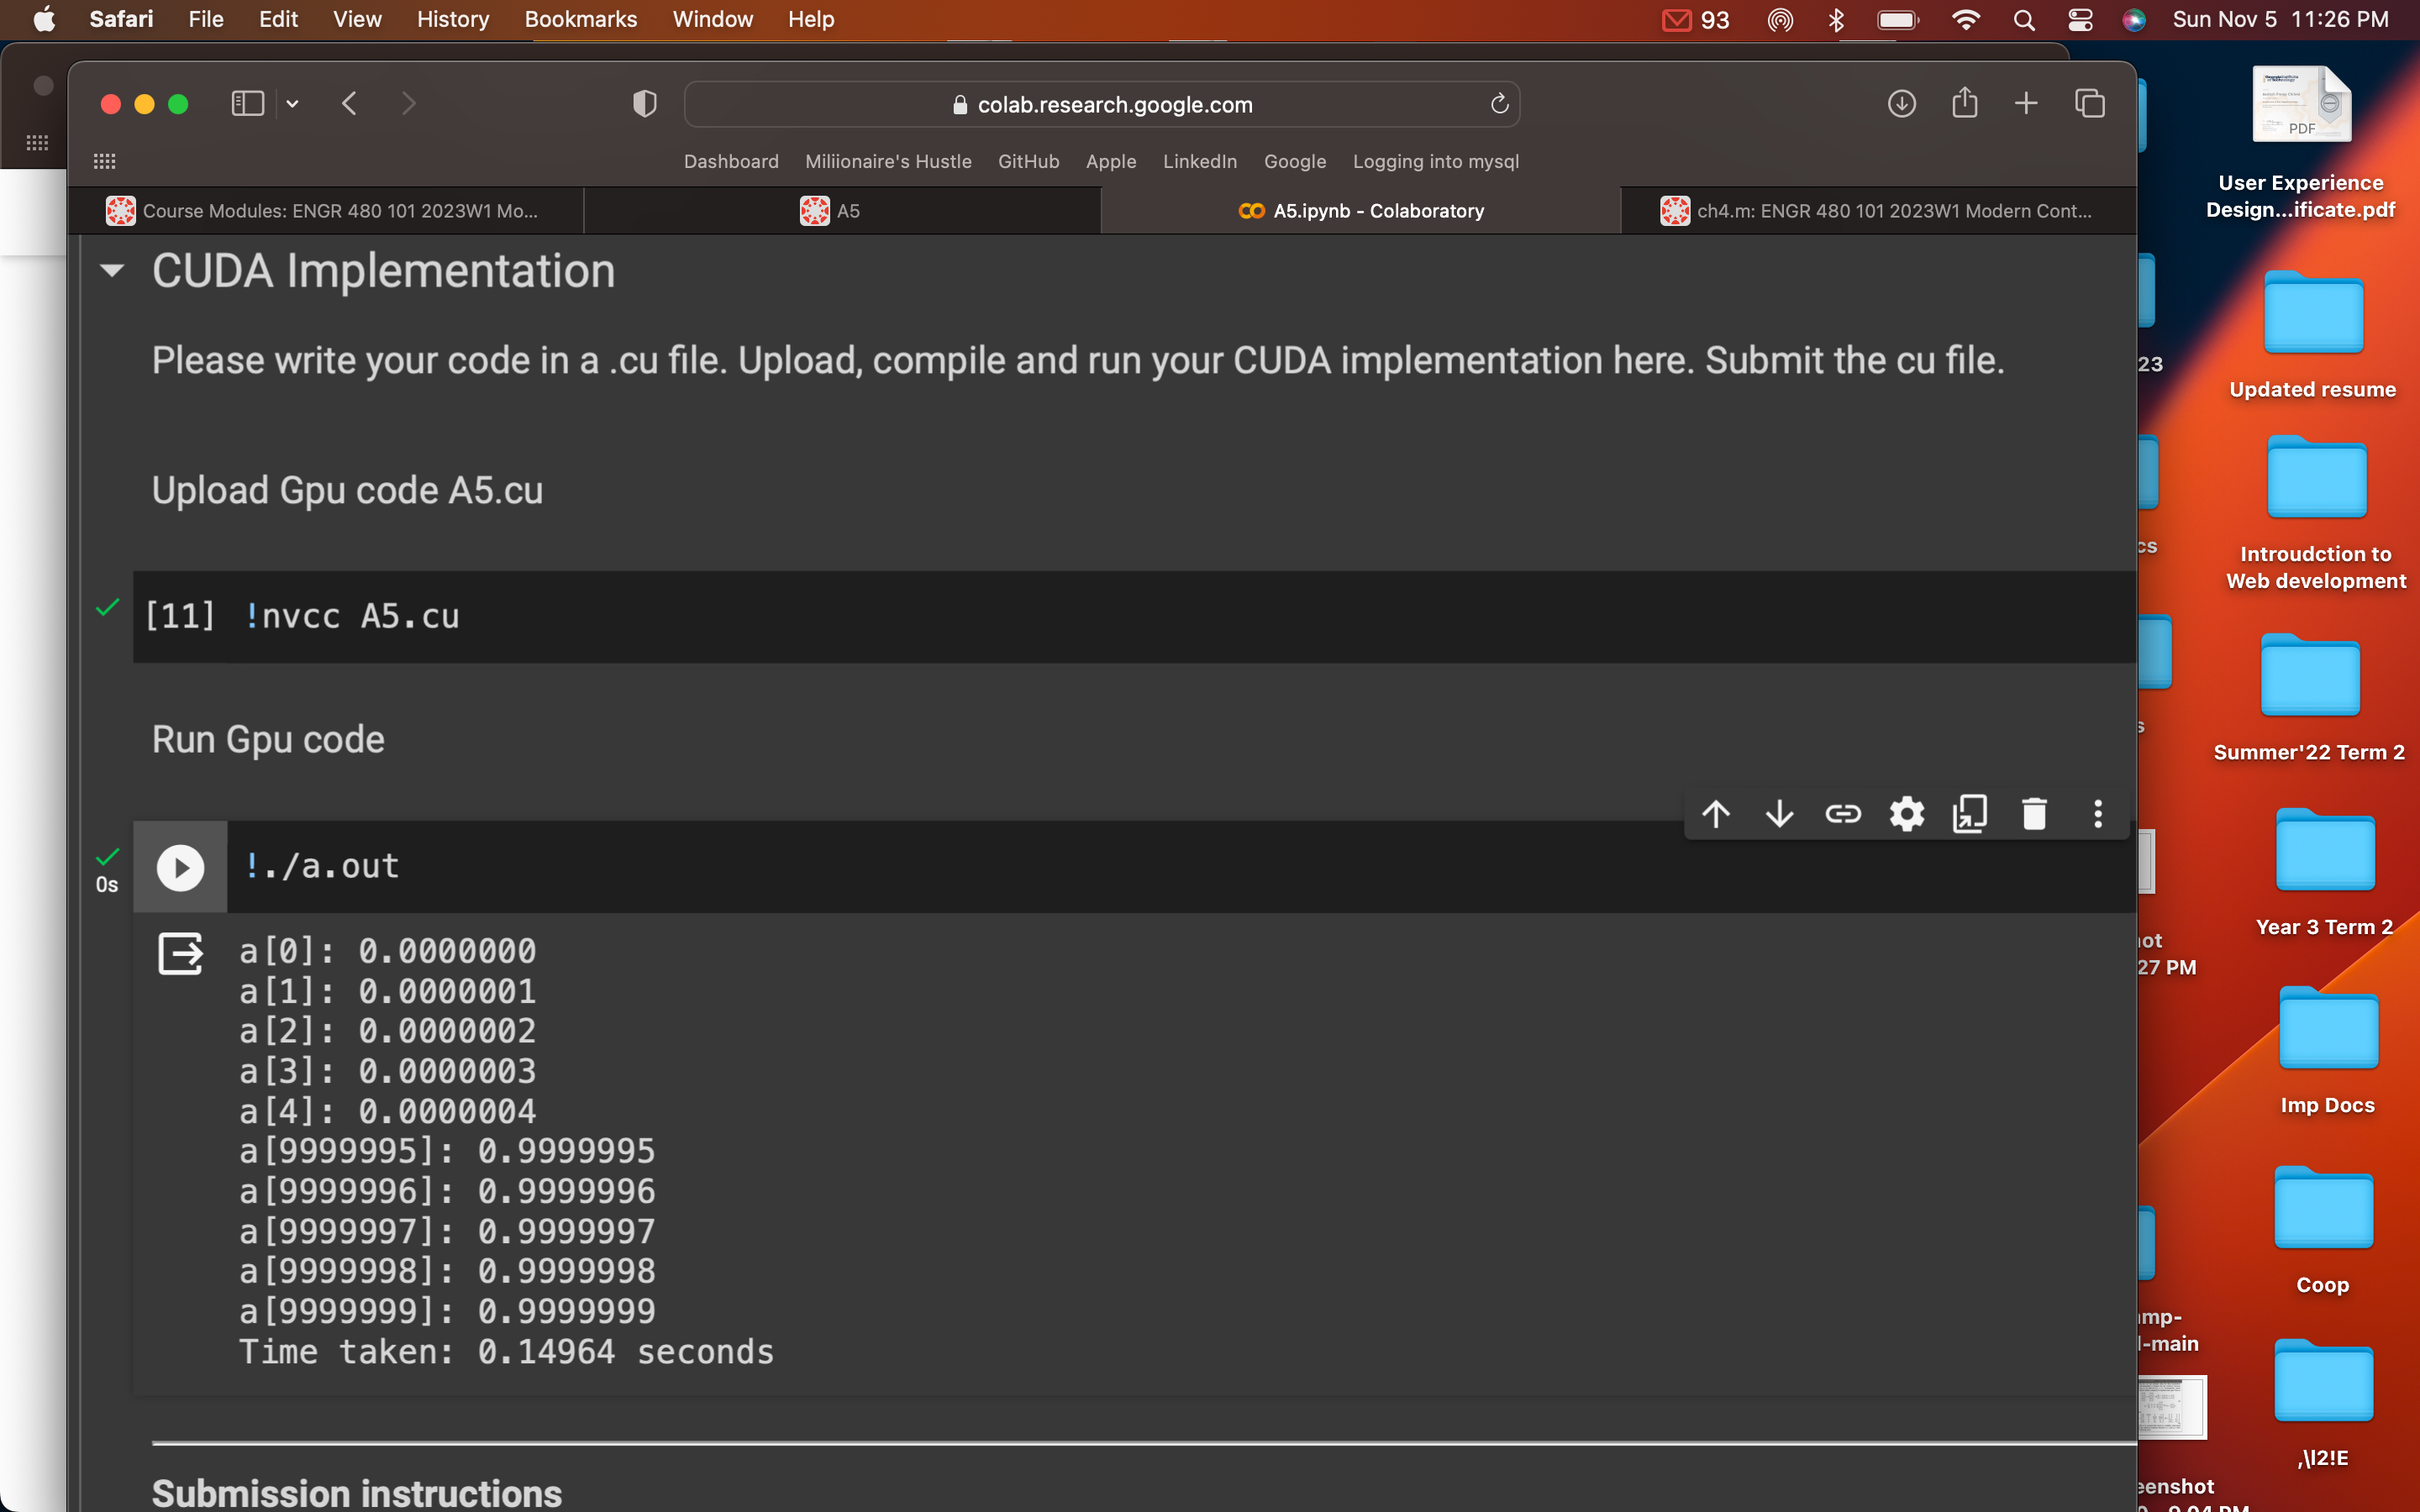 Safari File Edit View History Bookmarks Window Help 93 Sun Nov 5 11:26 PM
colab.research.google.com
Dashboard Miliionaire's Hustle GitHub Apple LinkedIn Google Logging into mysql
Course Modules: ENGR 480 101 2023W1 Mo... A5 A5.ipynb - Colaboratory ch4.m: ENGR 480 101 2023W1 Modern Cont...
CUDA Implementation
Please write your code in a .cu file. Upload, compile and run your CUDA implementation here. Submit the cu file.
Upload Gpu code A5.cu
[11] !nvcc A5.cu
Run Gpu code
!./a.out
0s
a[0]: 0.0000000
a[1]: 0.0000001
a[2]: 0.0000002
a[3]: 0.0000003
a[4]: 0.0000004
a[9999995]: 0.9999995
a[9999996]: 0.9999996
a[9999997]: 0.9999997
a[9999998]: 0.9999998
a[9999999]: 0.9999999
Time taken: 0.14964 seconds
Submission instructions
PDF
User Experience
Design...ificate.pdf
23
Updated resume
cs
Introudction to
Web development
s
Summer'22 Term 2
Year 3 Term 2
ot
27 PM
Imp Docs
Coop
mp-
l-main
,\l2!E
eenshot
9.04 PM